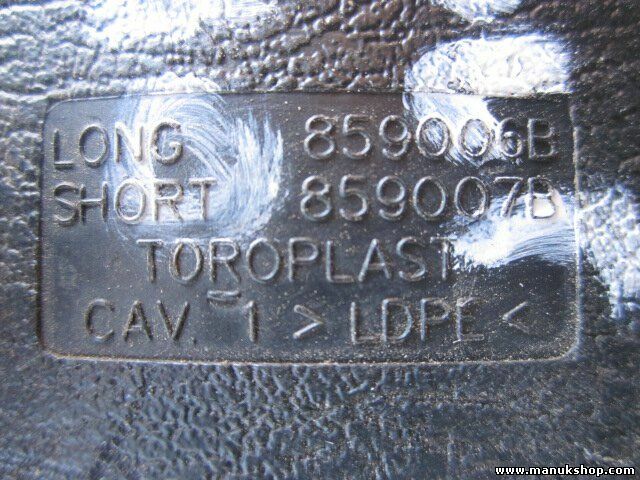 LONG 859006B
SHORT 859007B
TOROPLAST
CAV. 1 > LDPE <
www.manukshop.com